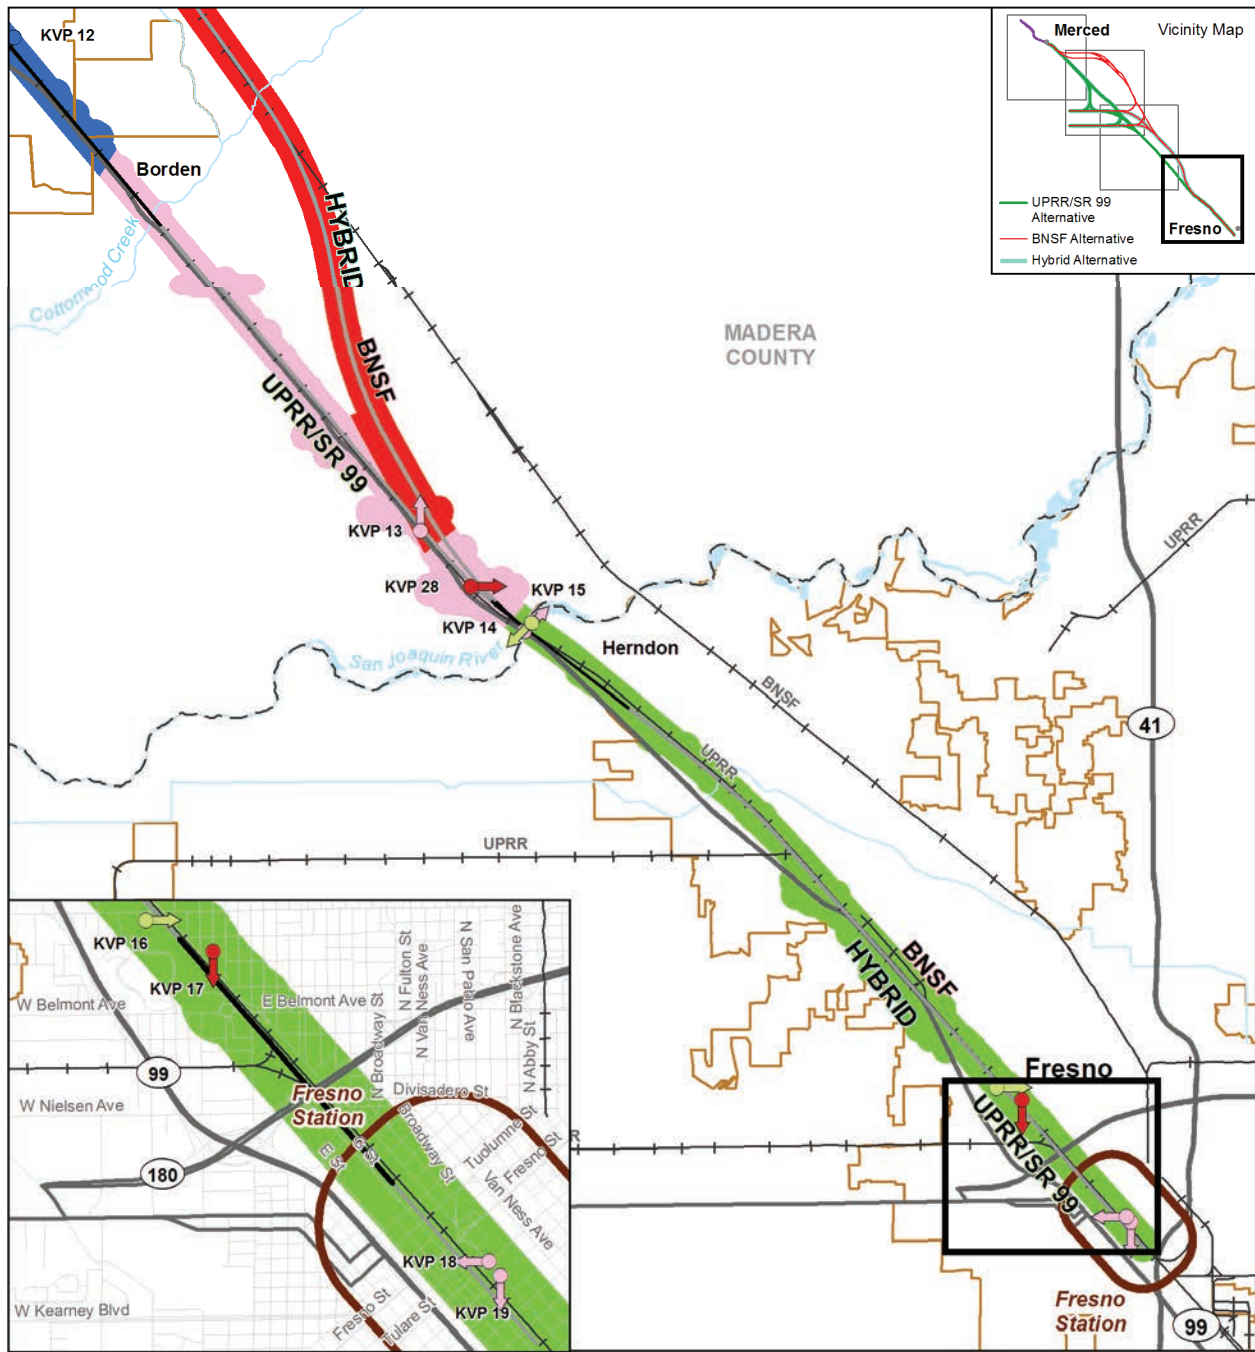 KVP 12
Merced
Vicinity Map
UPRR/SR 99
Alternative
BNSF Alternative
Hybrid Alternative
Fresno
Borden
Cottonwood Creek
HYBRID
BNSF
UPRR/SR 99
MADERA
COUNTY
KVP 13
KVP 28
KVP 15
KVP 14
San Joaquin River
Herndon
UPRR
BNSF
41
UPRR
UPRR
BNSF
HYBRID
Fresno
UPRR/SR 99
Fresno
Station
99
KVP 16
KVP 17
W Belmont Ave
E Belmont Ave
N Broadway St
N Fulton St
N Van Ness Ave
N San Pablo Ave
N Blackstone Ave
N Abby St
99
W Nielsen Ave
Fresno
Station
Divisadero St
180
E St
G St
Broadway St
Tuolumne St
Fresno St
Van Ness Ave
R
KVP 18
KVP 19
W Kearney Blvd
Fresno St
Tulare St